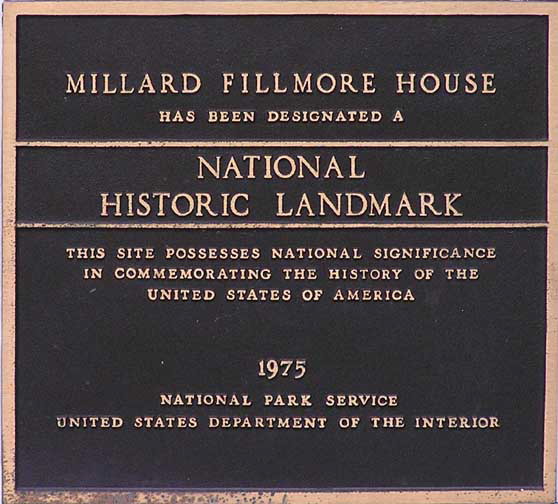 MILLARD FILLMORE HOUSE
HAS BEEN DESIGNATED A
NATIONAL
HISTORIC LANDMARK
THIS SITE POSSESSES NATIONAL SIGNIFICANCE
IN COMMEMORATING THE HISTORY OF THE
UNITED STATES OF AMERICA
1975
NATIONAL PARK SERVICE
UNITED STATES DEPARTMENT OF THE INTERIOR